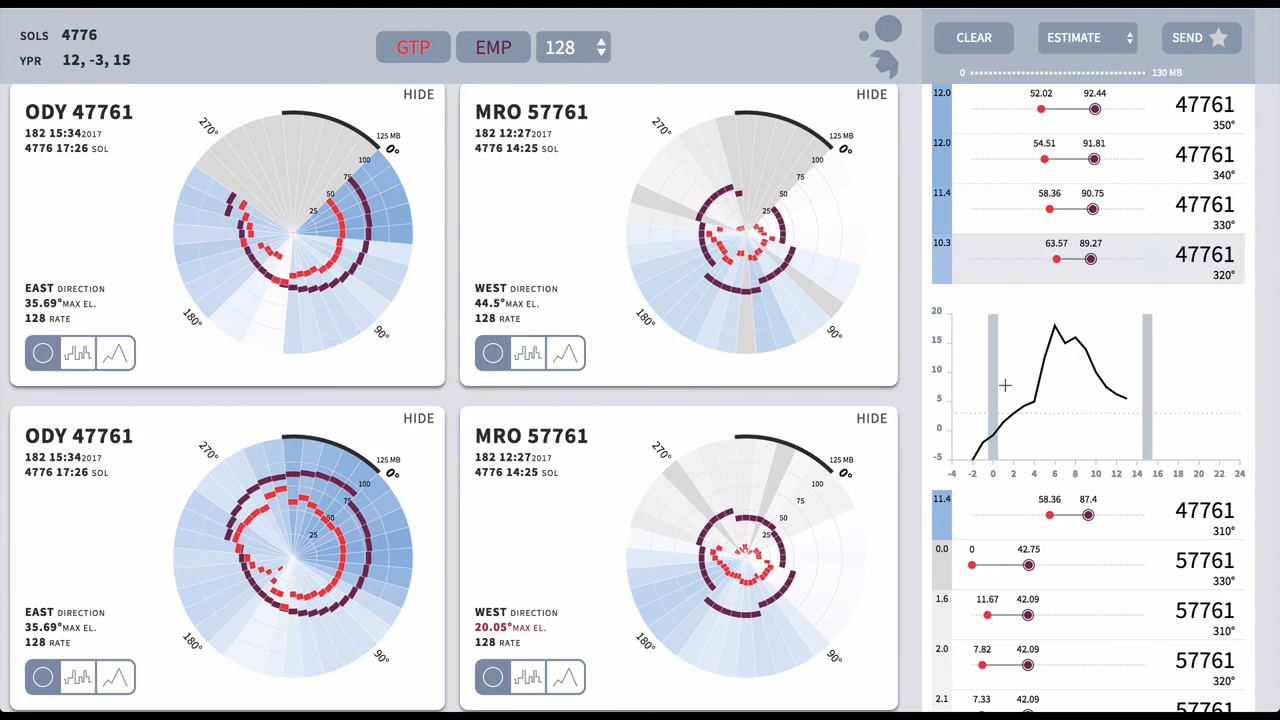 SOLS 4776
YPR 12, -3, 15
GTP EMP 128
CLEAR ESTIMATE SEND
0 130 MB
HIDE
ODY 47761
182 15:34 2017
4776 17:26 SOL
270°
125 MB
0°
100
75
50
25
EAST DIRECTION
35.69° MAX EL.
128 RATE
180°
90°
HIDE
MRO 57761
182 12:27 2017
4776 14:25 SOL
270°
125 MB
0°
100
75
50
25
WEST DIRECTION
44.5° MAX EL.
128 RATE
180°
90°
HIDE
ODY 47761
182 15:34 2017
4776 17:26 SOL
270°
125 MB
0°
100
75
50
25
EAST DIRECTION
35.69° MAX EL.
128 RATE
180°
90°
HIDE
MRO 57761
182 12:27 2017
4776 14:25 SOL
270°
125 MB
0°
100
75
50
25
WEST DIRECTION
20.05° MAX EL.
128 RATE
180°
90°
12.0 52.02 92.44 47761
350°
12.0 54.51 91.81 47761
340°
11.4 58.36 90.75 47761
330°
10.3 63.57 89.27 47761
320°
20
15
10
5
0
-5
-4 -2 0 2 4 6 8 10 12 14 16 18 20 22 24
11.4 58.36 87.4 47761
310°
0.0 0 42.75 57761
330°
1.6 11.67 42.09 57761
310°
2.0 7.82 42.09 57761
320°
2.1 7.33 42.09 57761